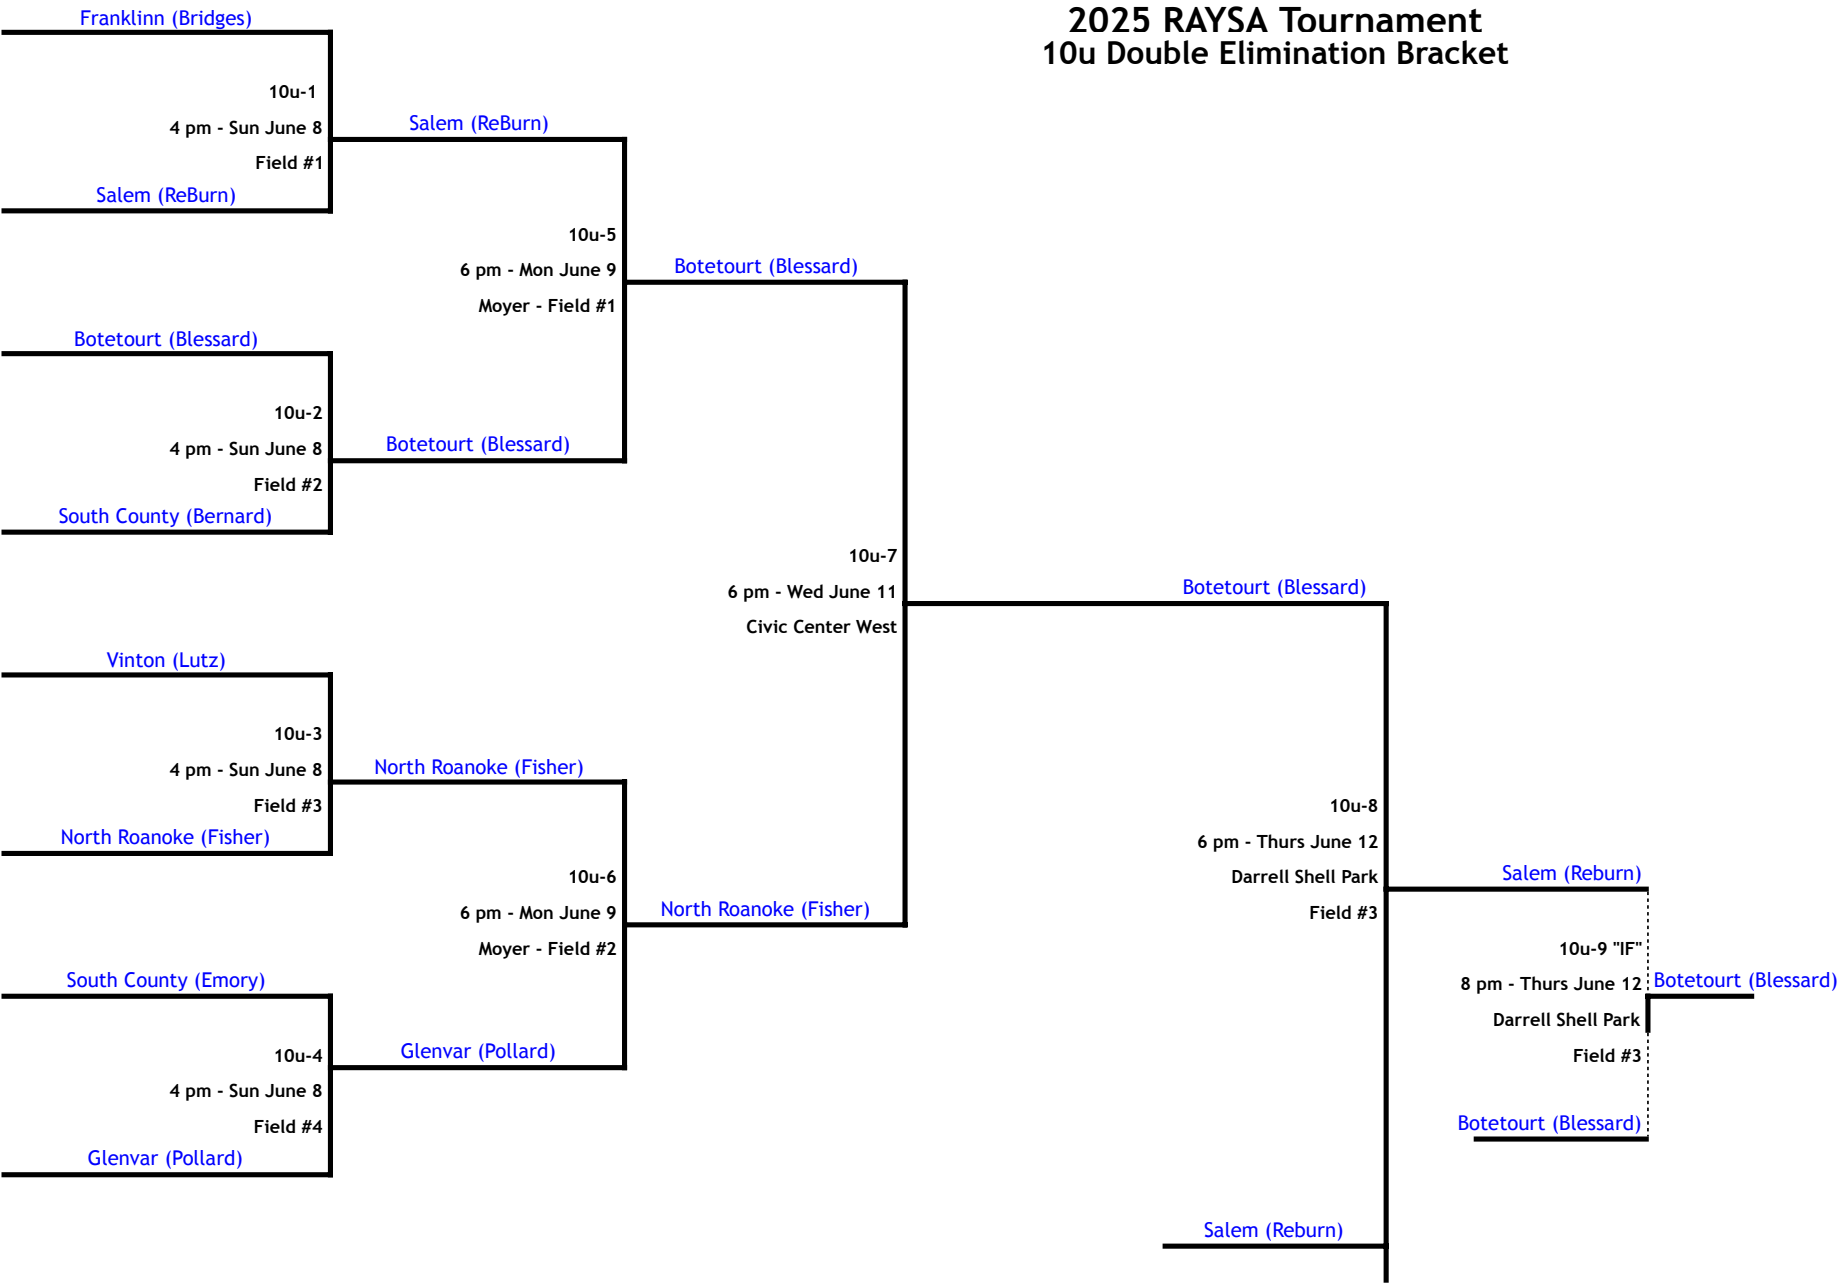 2025 RAYSA Tournament
10u Double Elimination Bracket
Franklinn (Bridges)
10u-1
4 pm - Sun June 8
Field #1
Salem (ReBurn)
Salem (ReBurn)
10u-5
6 pm - Mon June 9
Moyer - Field #1
Botetourt (Blessard)
Botetourt (Blessard)
10u-2
4 pm - Sun June 8
Field #2
Botetourt (Blessard)
South County (Bernard)
10u-7
6 pm - Wed June 11
Civic Center West
Botetourt (Blessard)
Vinton (Lutz)
10u-3
4 pm - Sun June 8
Field #3
North Roanoke (Fisher)
North Roanoke (Fisher)
10u-6
6 pm - Mon June 9
Moyer - Field #2
North Roanoke (Fisher)
South County (Emory)
10u-4
4 pm - Sun June 8
Field #4
Glenvar (Pollard)
Glenvar (Pollard)
10u-8
6 pm - Thurs June 12
Darrell Shell Park
Field #3
Salem (Reburn)
10u-9 "IF"
8 pm - Thurs June 12
Darrell Shell Park
Field #3
Botetourt (Blessard)
Botetourt (Blessard)
Salem (Reburn)